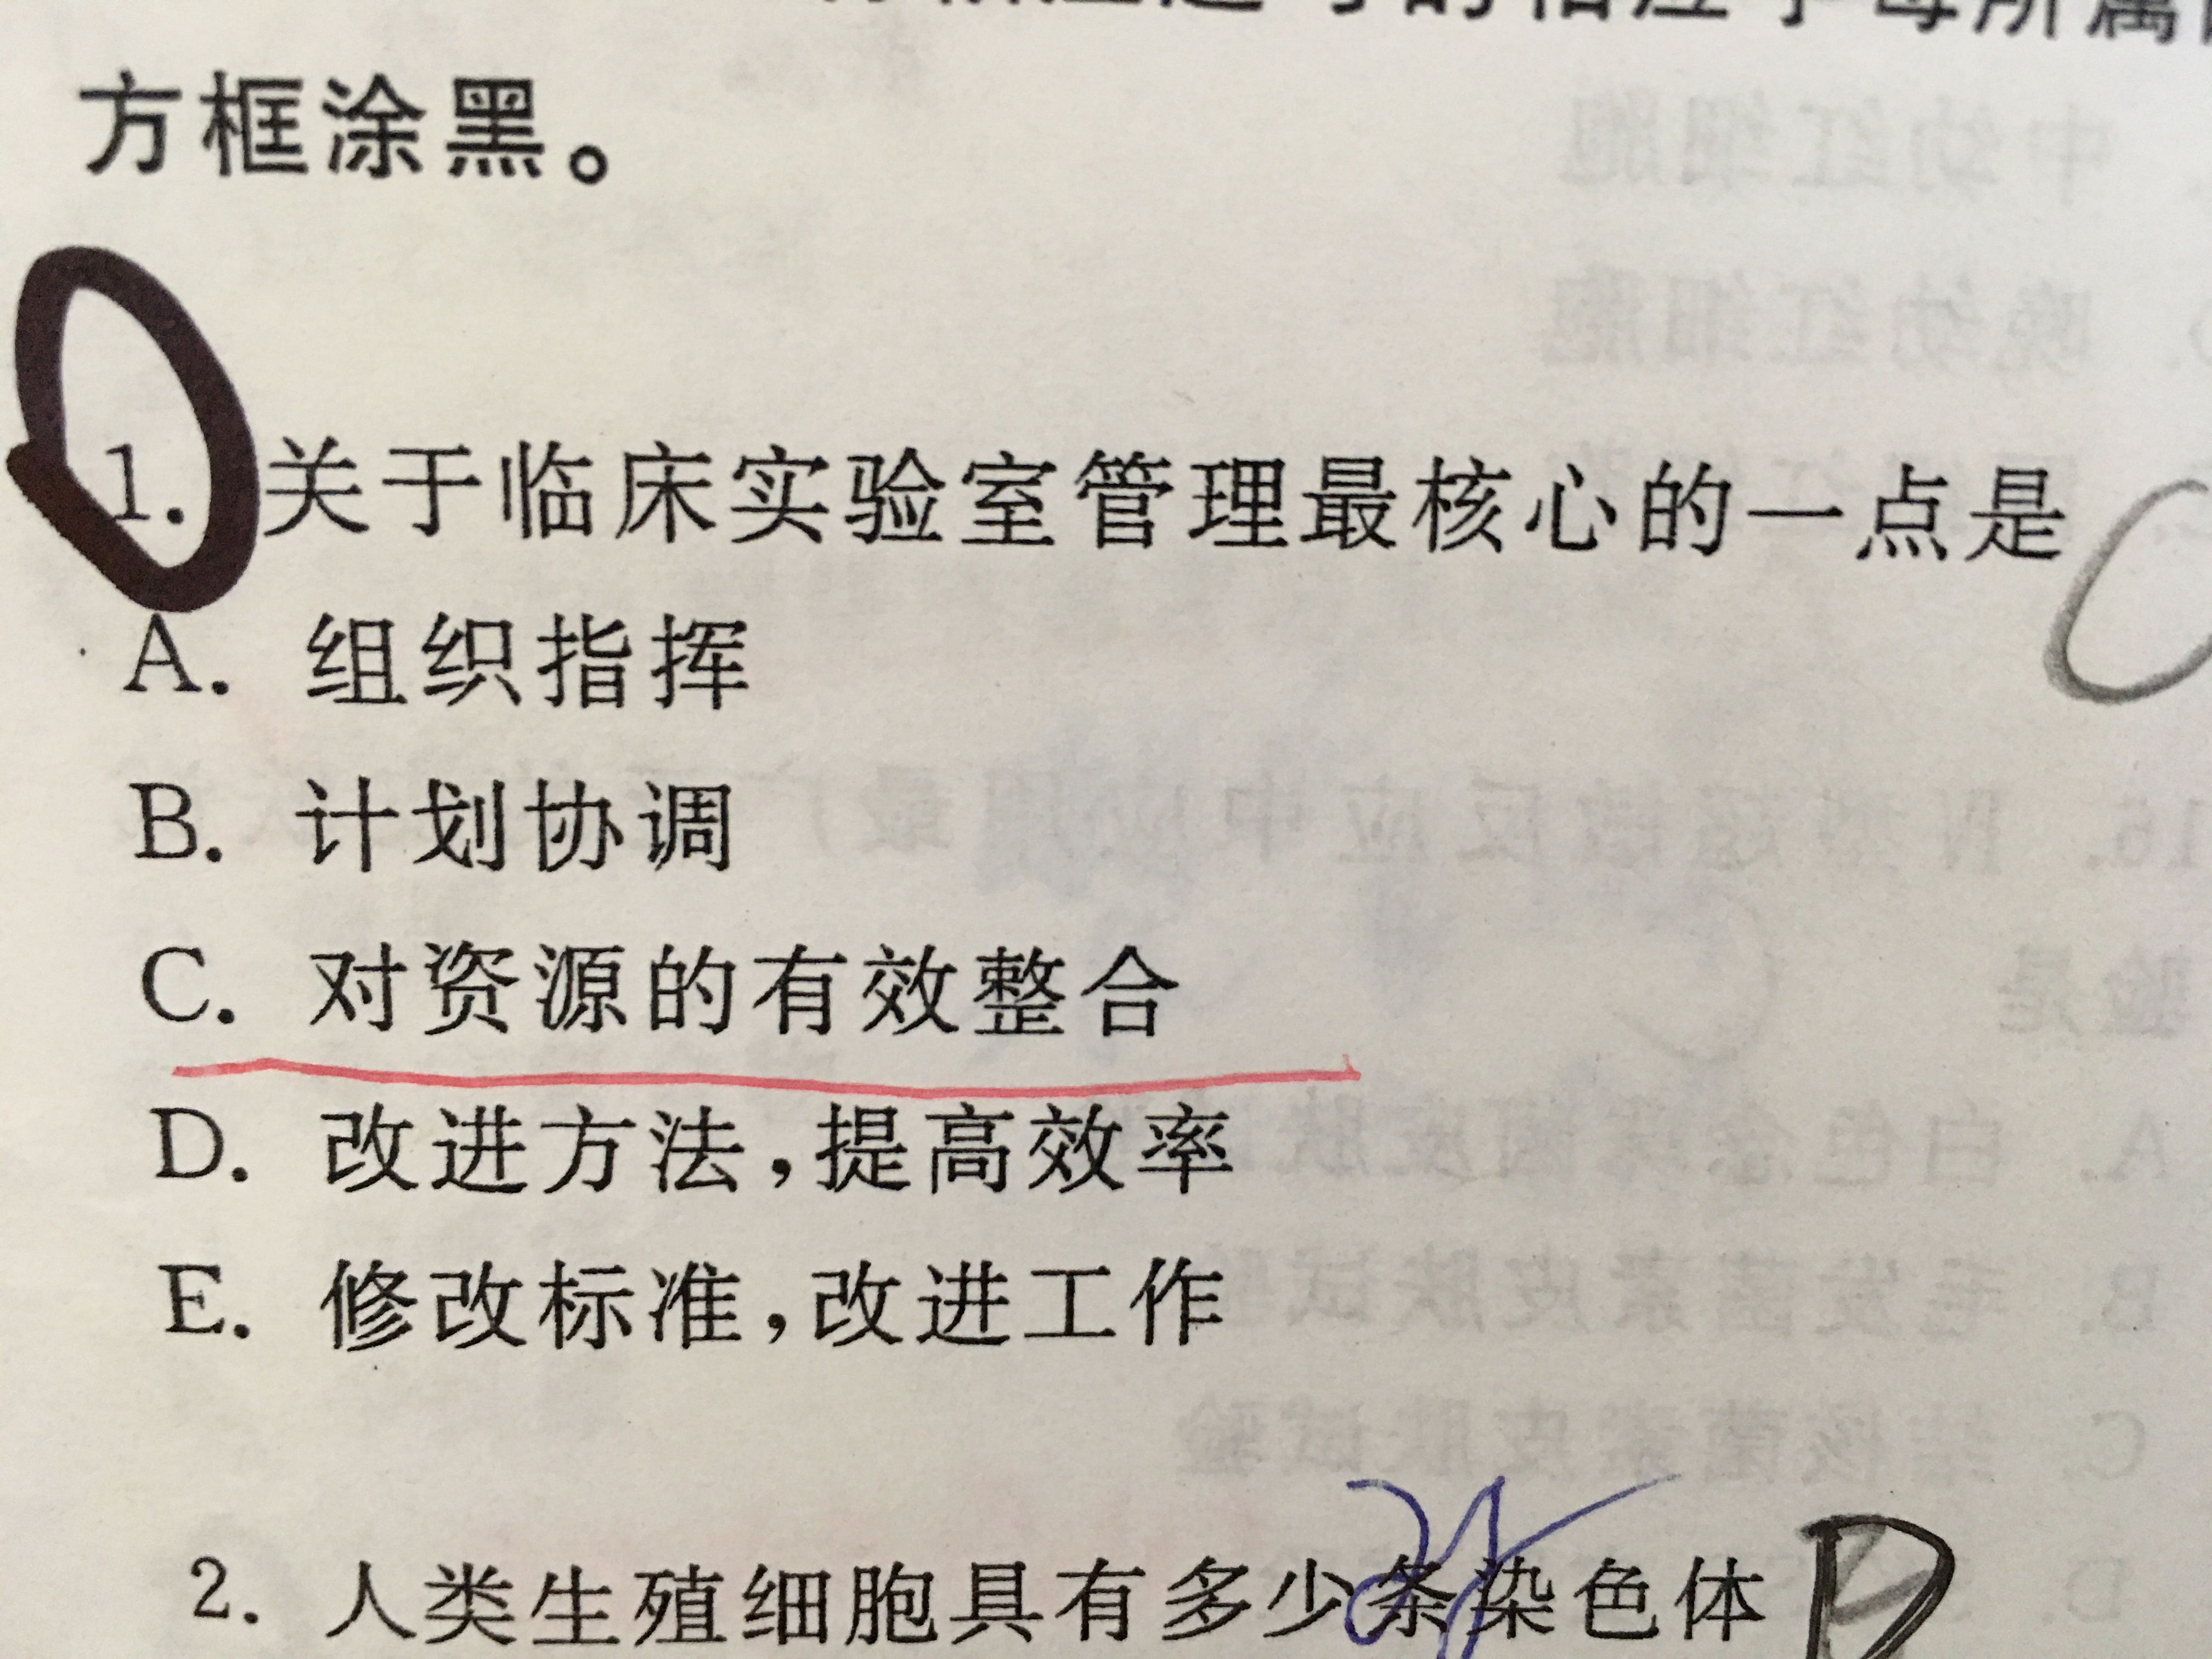 方框涂黑。
1. 关于临床实验室管理最核心的一点是 C
A. 组织指挥
B. 计划协调
C. 对资源的有效整合
D. 改进方法，提高效率
E. 修改标准，改进工作
2. 人类生殖细胞具有多少条染色体 D